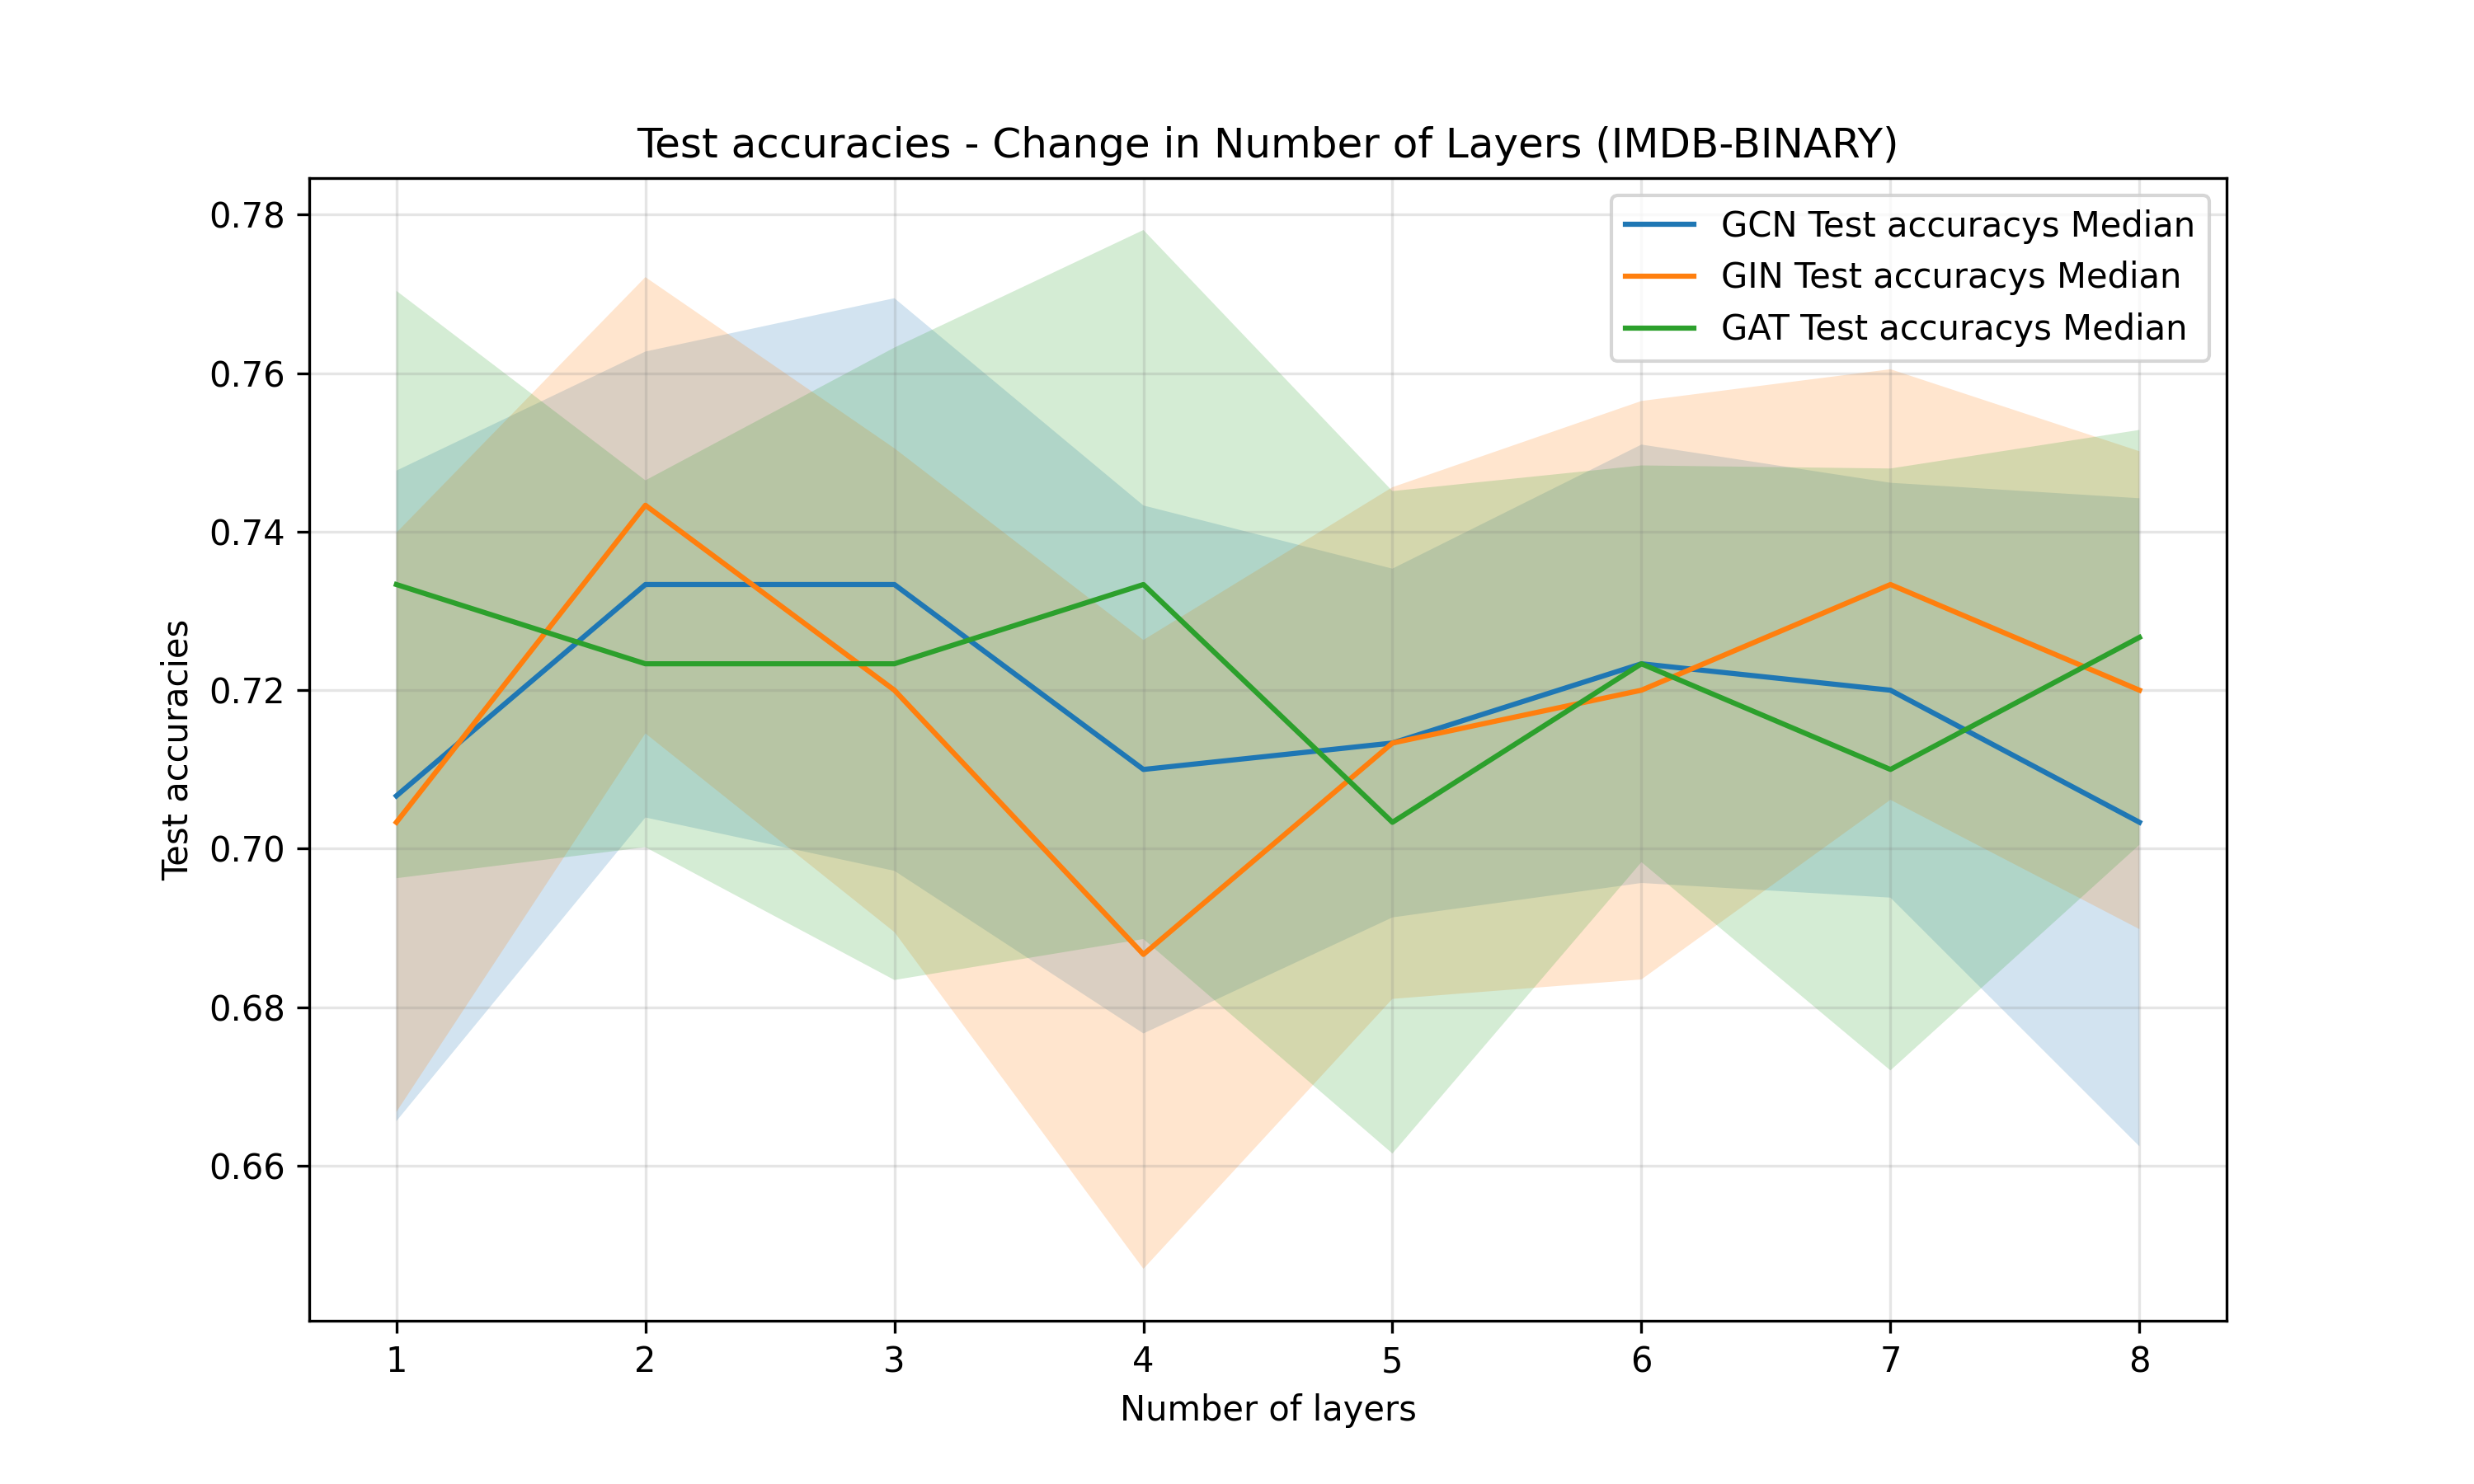 Test accuracies - Change in Number of Layers (IMDB-BINARY)
GCN Test accuracys Median
GIN Test accuracys Median
GAT Test accuracys Median
0.78
0.76
0.74
0.72
0.70
0.68
0.66
Test accuracies
1 2 3 4 5 6 7 8
Number of layers